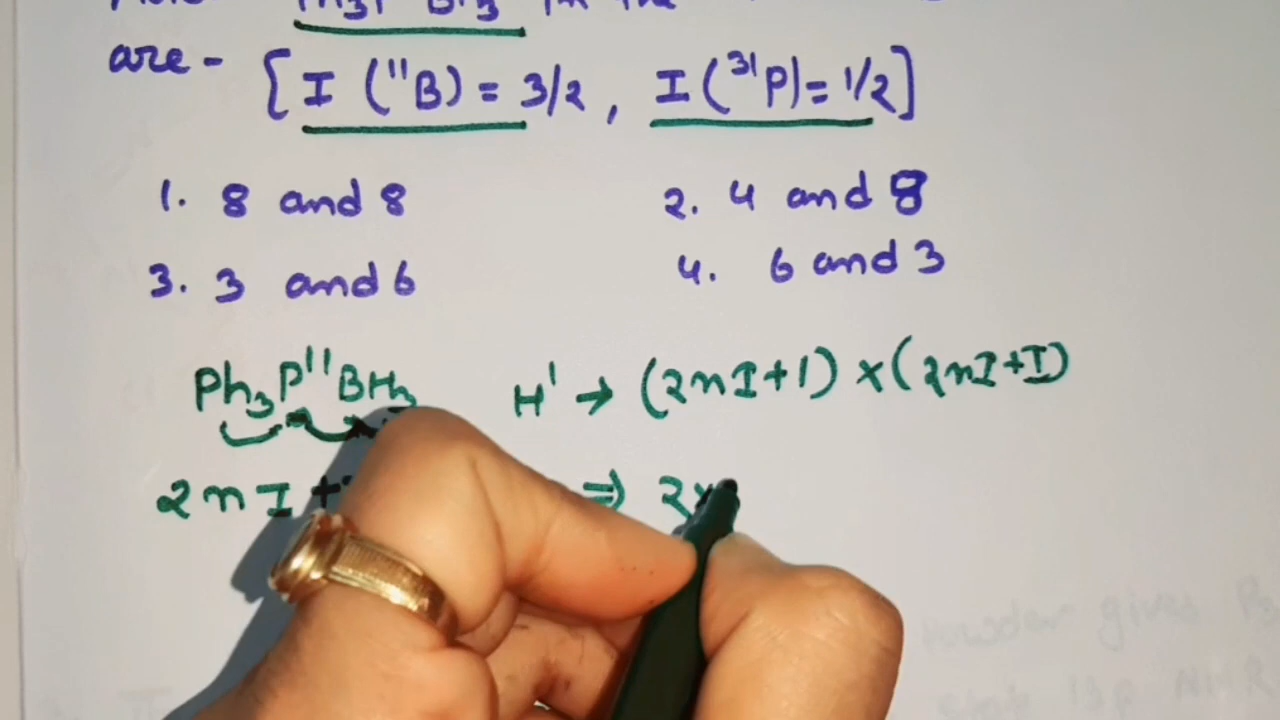 are - [I (¹¹B) = 3/2, I (³¹P) = 1/2]
1. 8 and 8
2. 4 and 8
3. 3 and 6
4. 6 and 3
Ph₃P¹¹BH₃ H¹ → (2nI+1) × (2nI+I)
2nI + ⇒ 2×